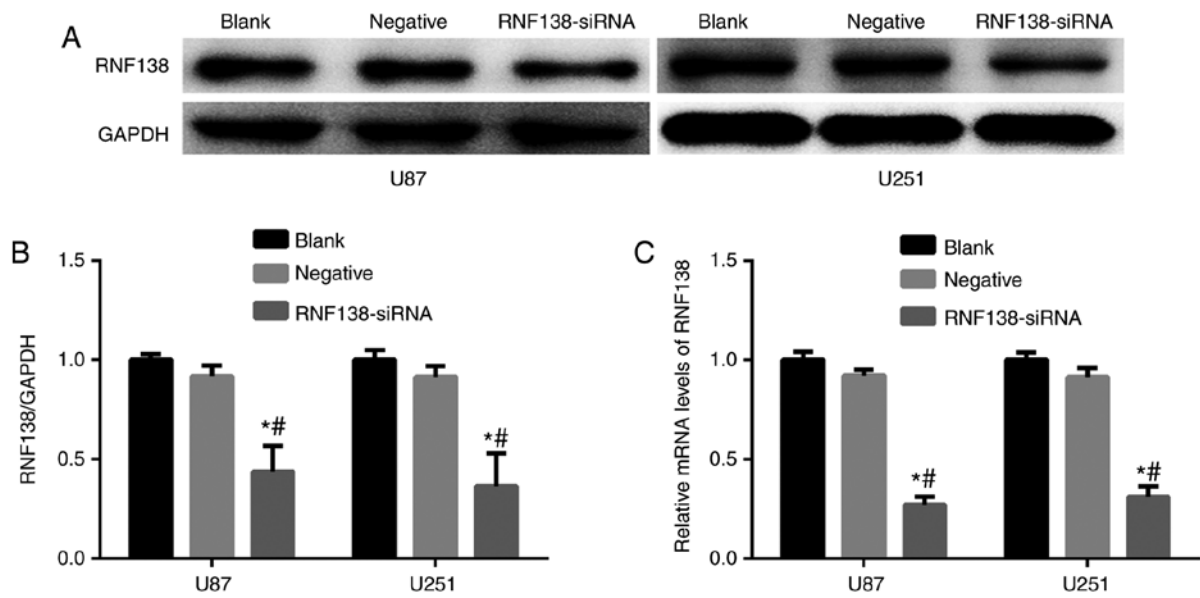 A
Blank Negative RNF138-siRNA Blank Negative RNF138-siRNA
RNF138
GAPDH
U87 U251
B
Blank
Negative
RNF138-siRNA
RNF138/GAPDH
1.5
1.0
0.5
0.0
*#
*#
U87 U251
C
Blank
Negative
RNF138-siRNA
Relative mRNA levels of RNF138
1.5
1.0
0.5
0.0
*#
*#
U87 U251